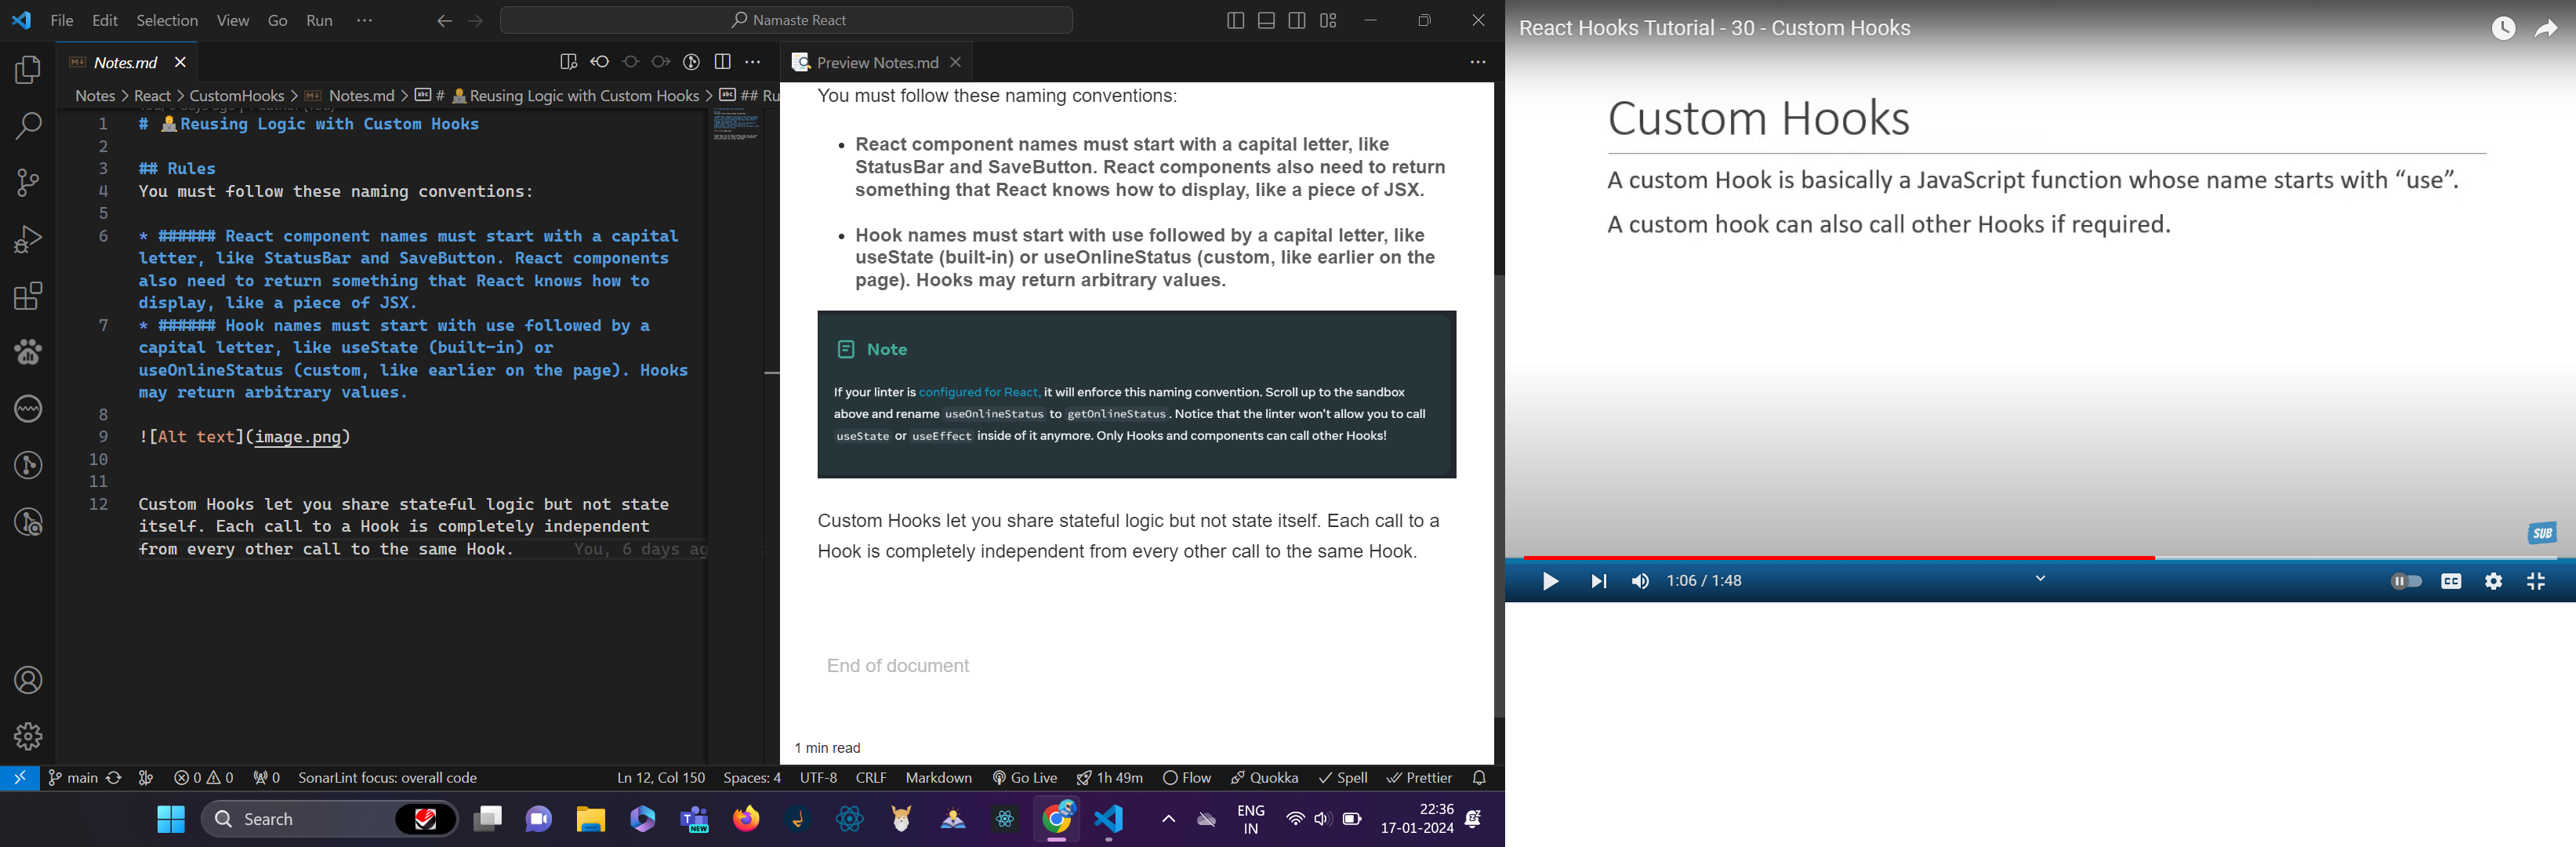 File Edit Selection View Go Run ···
Namaste React
Notes.md
Preview Notes.md
Notes > React > CustomHooks > Notes.md > # 🧑‍💻Reusing Logic with Custom Hooks > ## Ru
1 # 🧑‍💻Reusing Logic with Custom Hooks
2
3 ## Rules
4 You must follow these naming conventions:
5
6 * ###### React component names must start with a capital
letter, like StatusBar and SaveButton. React components
also need to return something that React knows how to
display, like a piece of JSX.
7 * ###### Hook names must start with use followed by a
capital letter, like useState (built-in) or
useOnlineStatus (custom, like earlier on the page). Hooks
may return arbitrary values.
8
9 ![Alt text](image.png)
10
11
12 Custom Hooks let you share stateful logic but not state
itself. Each call to a Hook is completely independent
from every other call to the same Hook. You, 6 days ag
You must follow these naming conventions:
• React component names must start with a capital letter, like
StatusBar and SaveButton. React components also need to return
something that React knows how to display, like a piece of JSX.
• Hook names must start with use followed by a capital letter, like
useState (built-in) or useOnlineStatus (custom, like earlier on the
page). Hooks may return arbitrary values.
Note
If your linter is configured for React, it will enforce this naming convention. Scroll up to the sandbox
above and rename useOnlineStatus to getOnlineStatus. Notice that the linter won't allow you to call
useState or useEffect inside of it anymore. Only Hooks and components can call other Hooks!
Custom Hooks let you share stateful logic but not state itself. Each call to a
Hook is completely independent from every other call to the same Hook.
End of document
1 min read
main 0 0 0 SonarLint focus: overall code Ln 12, Col 150 Spaces: 4 UTF-8 CRLF Markdown Go Live 1h 49m Flow Quokka Spell Prettier
Search
NEW
ENG
IN
22:36
17-01-2024
React Hooks Tutorial - 30 - Custom Hooks
Custom Hooks
A custom Hook is basically a JavaScript function whose name starts with “use”.
A custom hook can also call other Hooks if required.
SUB
1:06 / 1:48
CC